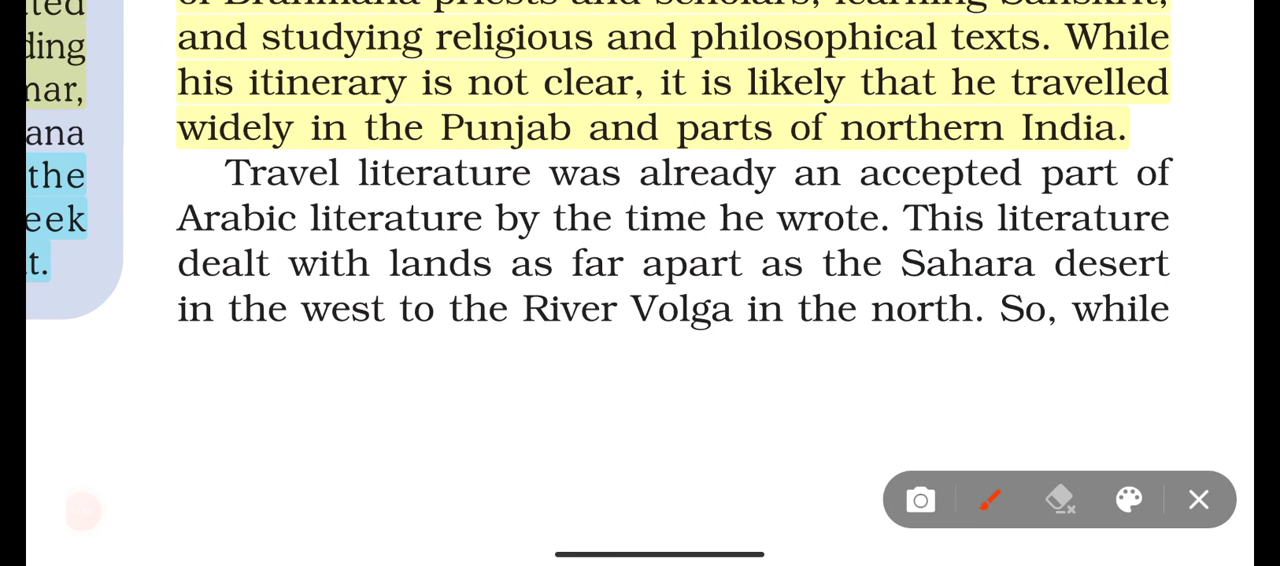 and studying religious and philosophical texts. While
his itinerary is not clear, it is likely that he travelled
widely in the Punjab and parts of northern India.
Travel literature was already an accepted part of
Arabic literature by the time he wrote. This literature
dealt with lands as far apart as the Sahara desert
in the west to the River Volga in the north. So, while
the